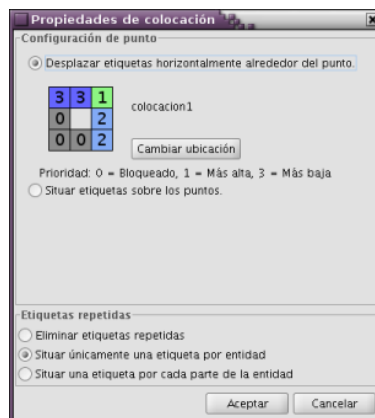 Propiedades de colocación
Configuración de punto
Desplazar etiquetas horizontalmente alrededor del punto.
3 3 1
colocacion1
0 2
0 0 2
Cambiar ubicación
Prioridad: 0 = Bloqueado, 1 = Más alta, 3 = Más baja
Situar etiquetas sobre los puntos.
Etiquetas repetidas
Eliminar etiquetas repetidas
Situar únicamente una etiqueta por entidad
Situar una etiqueta por cada parte de la entidad
Aceptar Cancelar